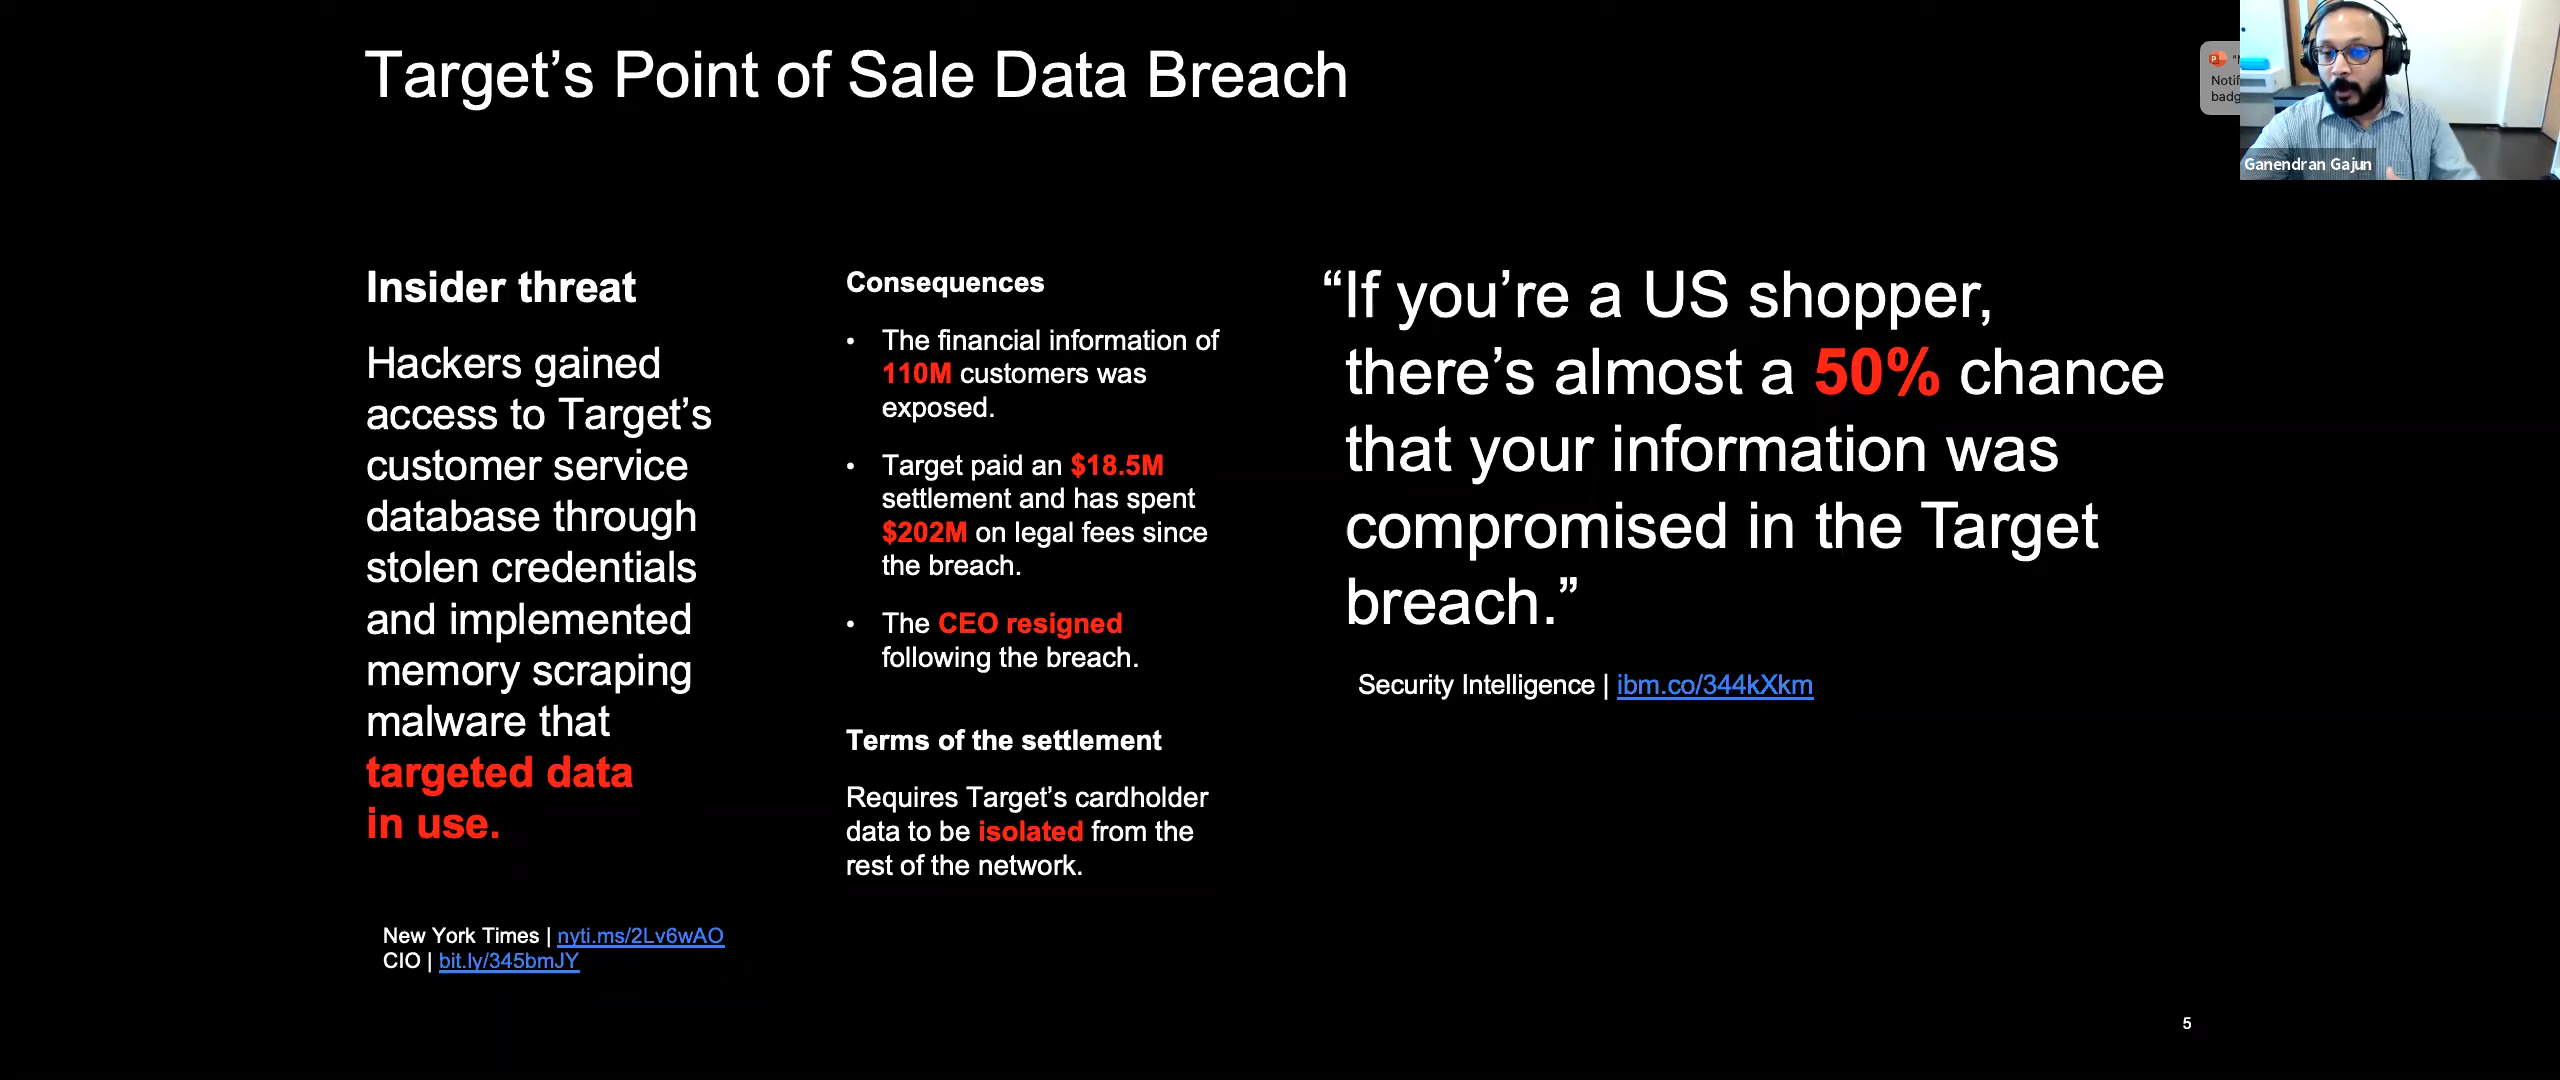 Target’s Point of Sale Data Breach
Insider threat
Hackers gained
access to Target’s
customer service
database through
stolen credentials
and implemented
memory scraping
malware that
targeted data
in use.
New York Times | nyti.ms/2Lv6wAO
CIO | bit.ly/345bmJY
Consequences
• The financial information of
110M customers was
exposed.
• Target paid an $18.5M
settlement and has spent
$202M on legal fees since
the breach.
• The CEO resigned
following the breach.
Terms of the settlement
Requires Target’s cardholder
data to be isolated from the
rest of the network.
“If you’re a US shopper,
there’s almost a 50% chance
that your information was
compromised in the Target
breach.”
Security Intelligence | ibm.co/344kXkm
Ganendran Gajun
5